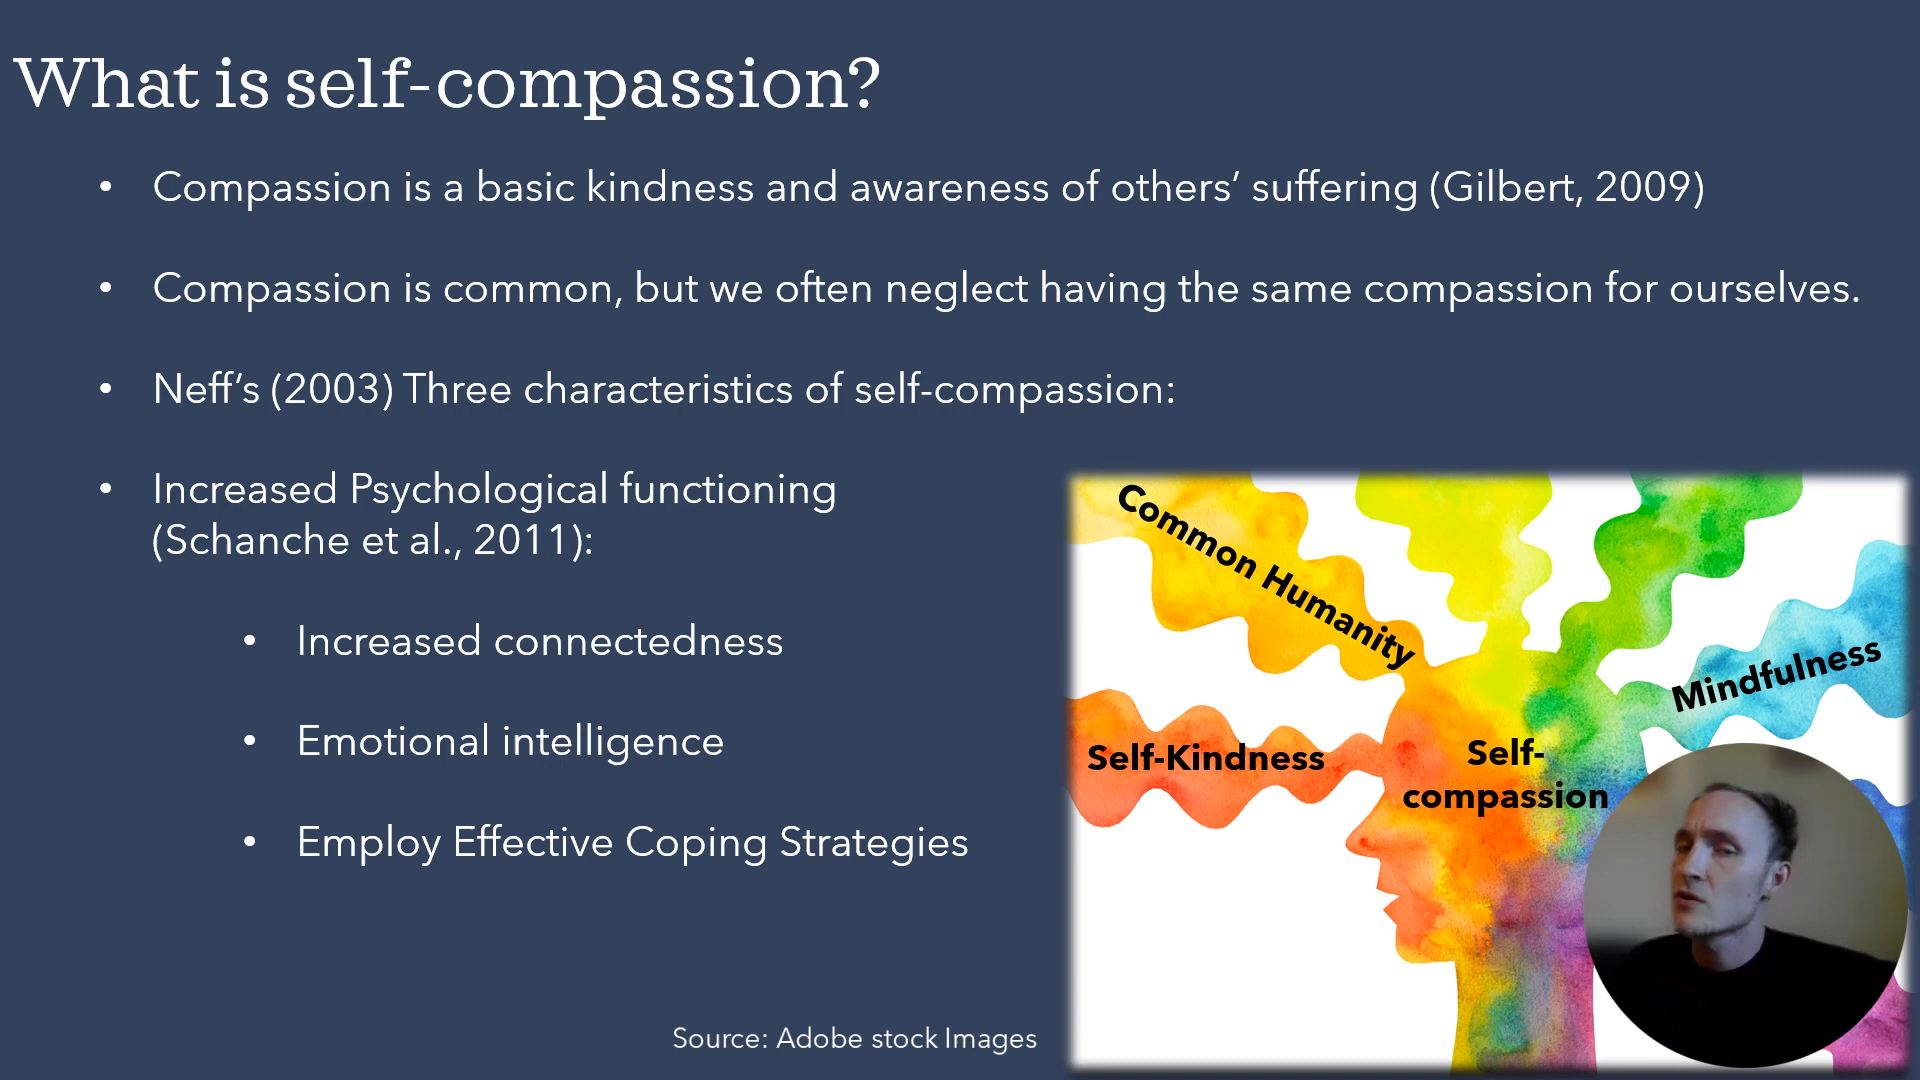 What is self-compassion?
• Compassion is a basic kindness and awareness of others’ suffering (Gilbert, 2009)
• Compassion is common, but we often neglect having the same compassion for ourselves.
• Neff’s (2003) Three characteristics of self-compassion:
• Increased Psychological functioning
(Schanche et al., 2011):
• Increased connectedness
• Emotional intelligence
• Employ Effective Coping Strategies
Common Humanity
Mindfulness
Self-Kindness
Self-
compassion
Source: Adobe stock Images